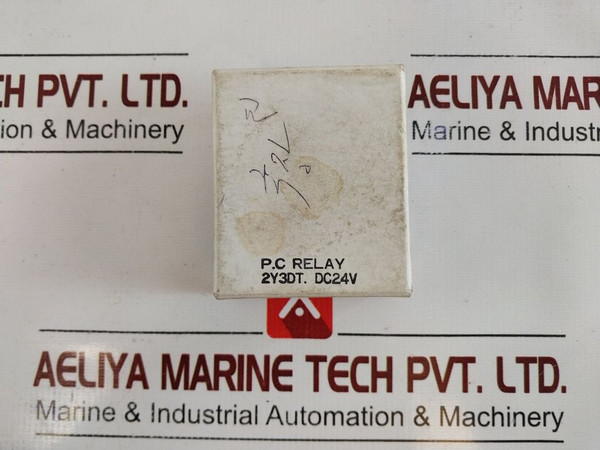 CH PVT. LTD.
ion & Machinery
AELIYA MAR
Marine & Industr
P.C RELAY
2Y3DT. DC24V
AELIYA MARINE TECH PVT. LTD.
Marine & Industrial Automation & Machinery